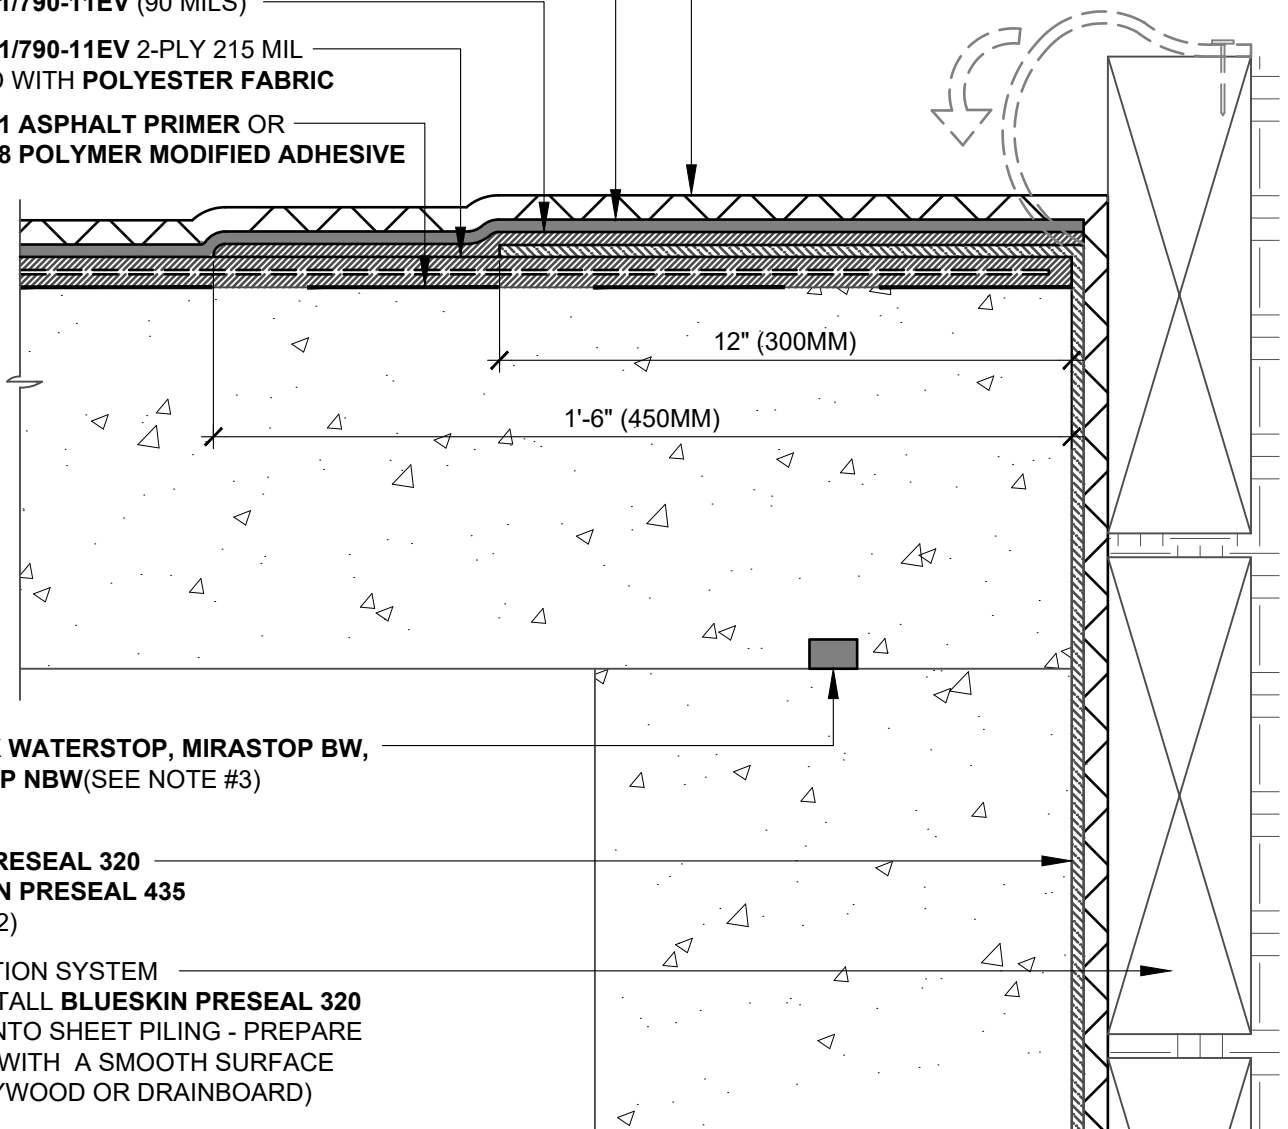 1/790-11EV (90 MILS)
1/790-11EV 2-PLY 215 MIL
WITH POLYESTER FABRIC
1 ASPHALT PRIMER OR
8 POLYMER MODIFIED ADHESIVE
12" (300MM)
1'-6" (450MM)
WATERSTOP, MIRASTOP BW,
P NBW(SEE NOTE #3)
RESEAL 320
N PRESEAL 435
2)
TION SYSTEM
TALL BLUESKIN PRESEAL 320
NTO SHEET PILING - PREPARE
WITH A SMOOTH SURFACE
YWOOD OR DRAINBOARD)